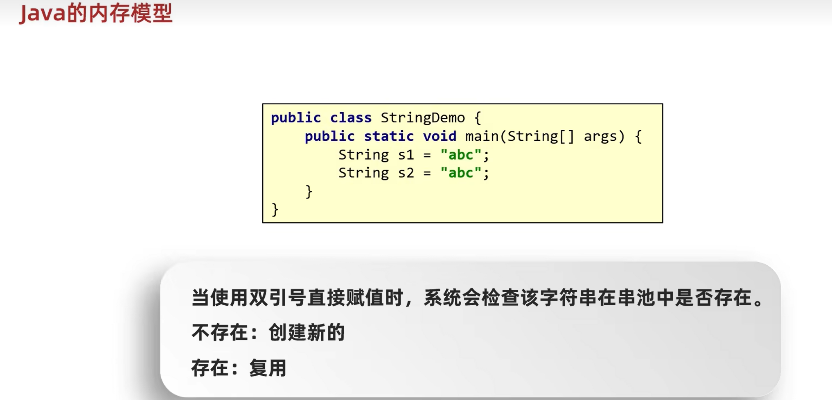 Java的内存模型
public class StringDemo {
    public static void main(String[] args) {
        String s1 = "abc";
        String s2 = "abc";
    }
}
当使用双引号直接赋值时，系统会检查该字符串在串池中是否存在。
不存在：创建新的
存在：复用